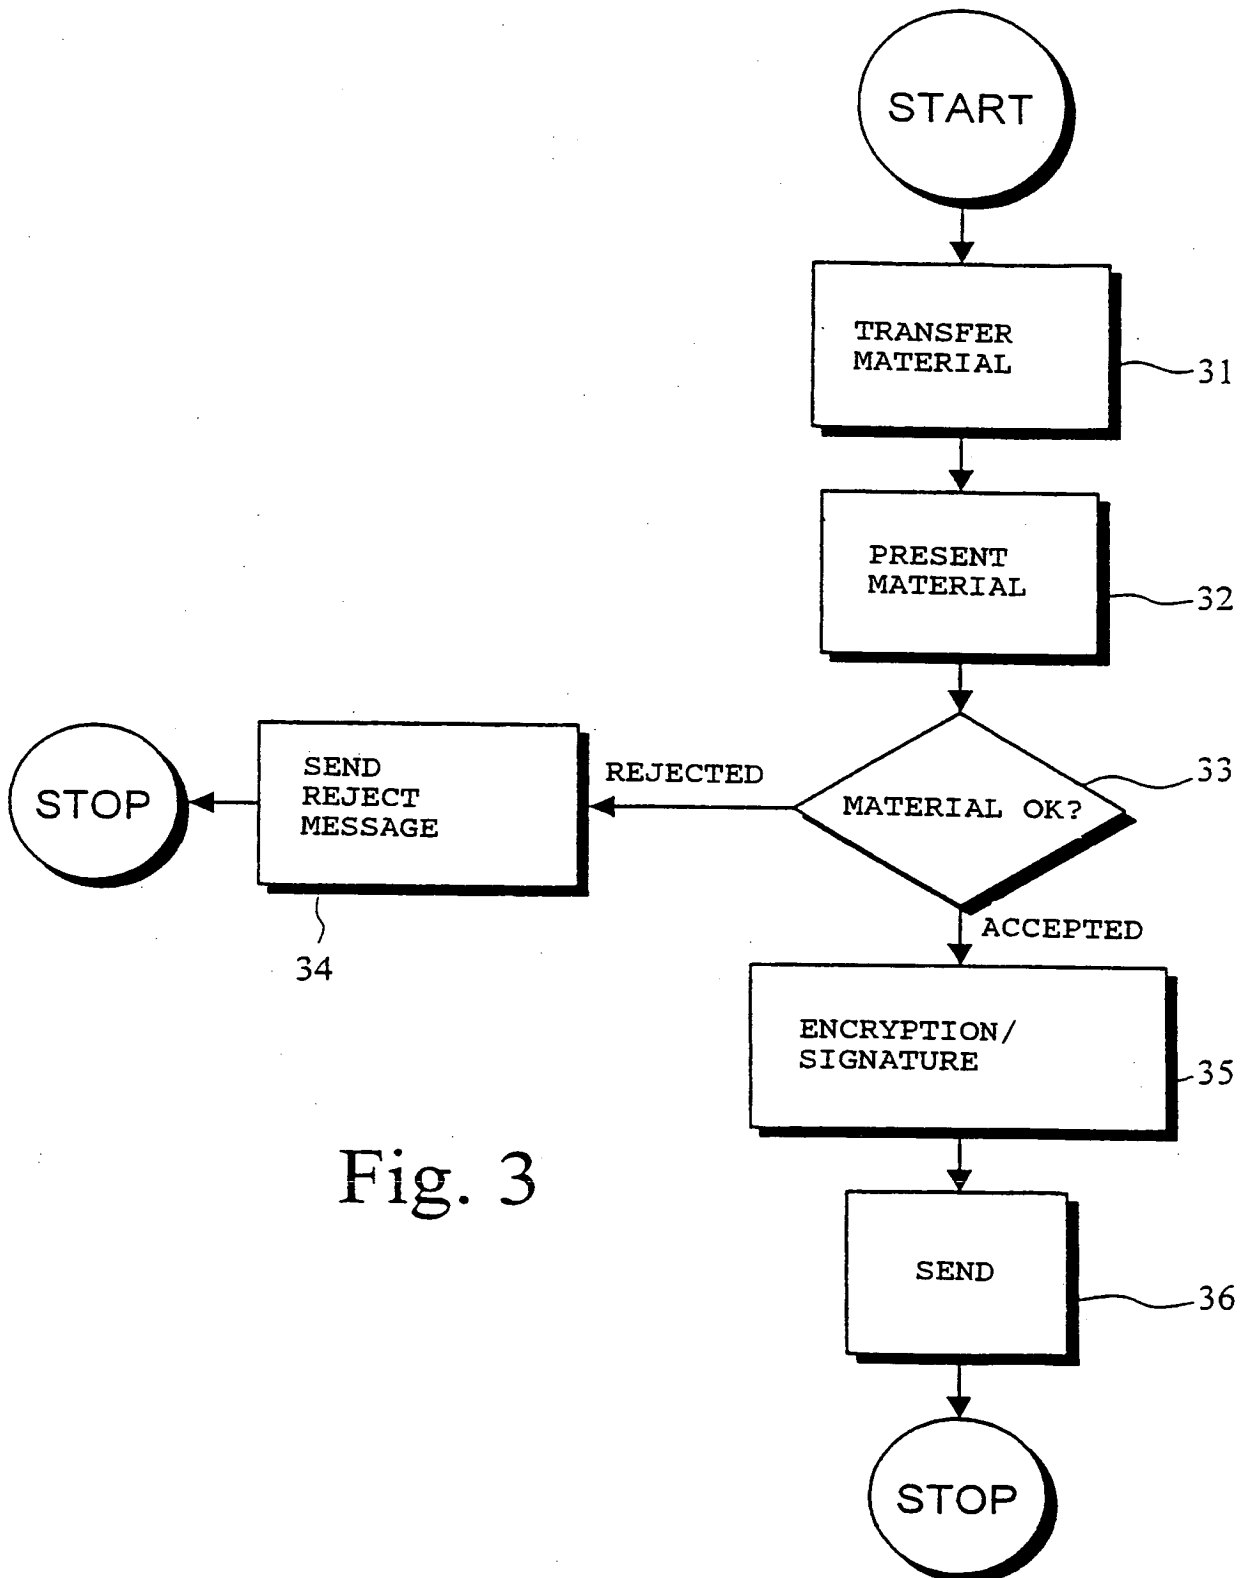 START
TRANSFER
MATERIAL
31
PRESENT
MATERIAL
32
33
MATERIAL OK?
REJECTED
SEND
REJECT
MESSAGE
34
STOP
ACCEPTED
ENCRYPTION/
SIGNATURE
35
SEND
36
STOP
Fig. 3